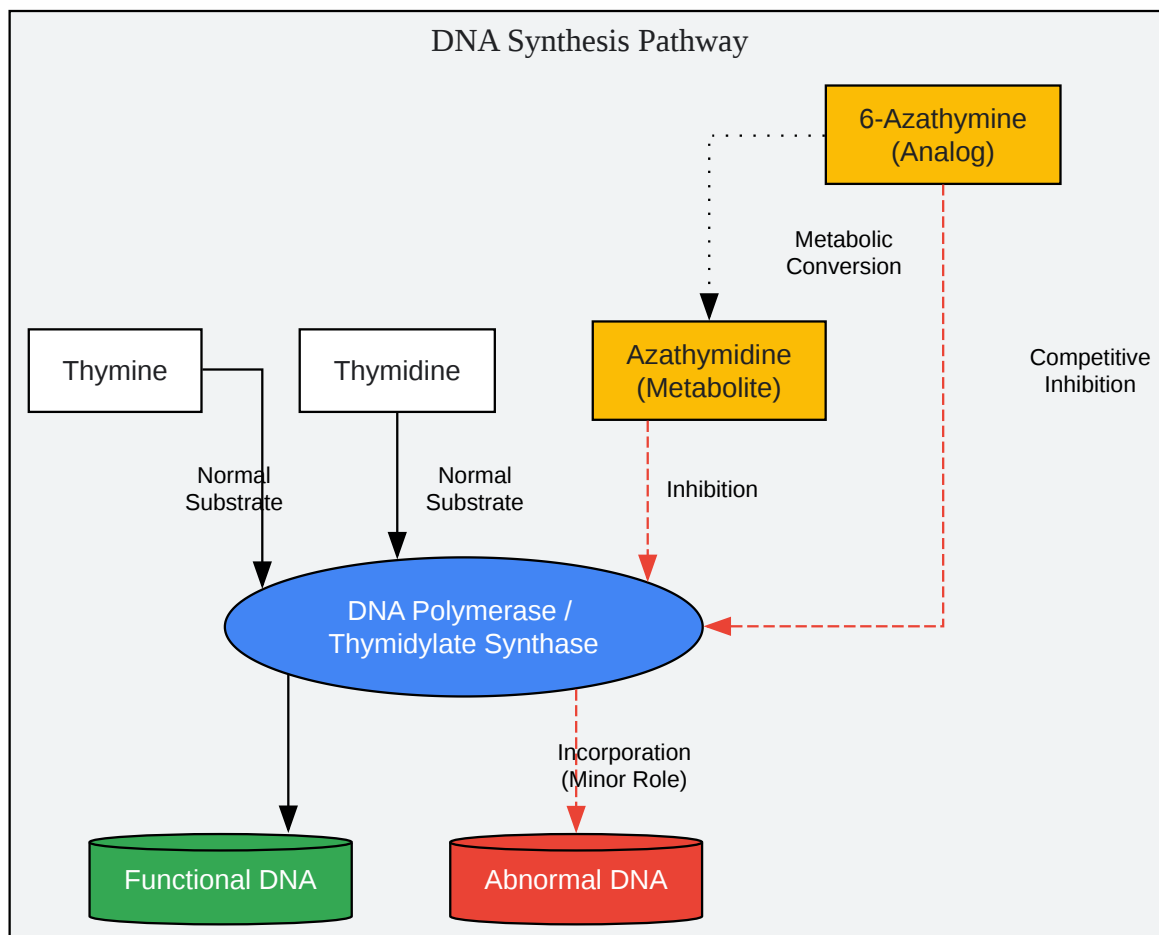 DNA Synthesis Pathway
6-Azathymine
(Analog)
Metabolic
Conversion
Thymine
Thymidine
Azathymidine
(Metabolite)
Competitive
Inhibition
Normal
Substrate
Normal
Substrate
Inhibition
DNA Polymerase /
Thymidylate Synthase
Incorporation
(Minor Role)
Functional DNA
Abnormal DNA